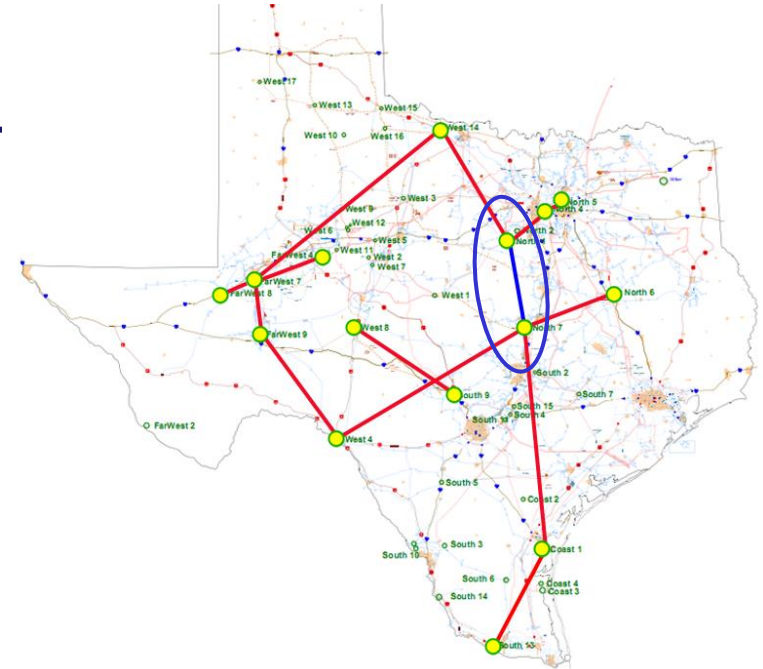 West 17
West 13
West 15
West 10
West 16
West 14
West 3
North 5
North 4
West 9
West 12
West 6
North 2
West 5
West 11
FarWest 4
West 2
West 7
FarWest 7
FarWest 8
West 1
North 6
FarWest 9
West 8
North 7
South 2
South 9
South 7
South 15
South 4
FarWest 2
West 4
South 5
Coast 2
South 3
South 10
Coast 1
South 6
Coast 4
Coast 3
South 14
South 13